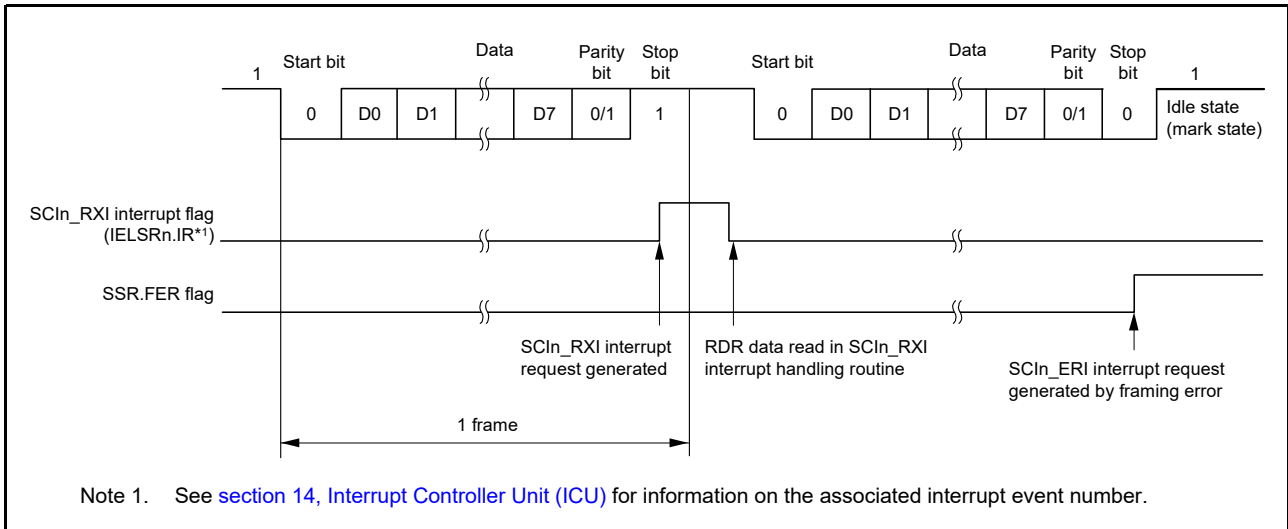 Start bit
Data
Parity bit
Stop bit
Start bit
Data
Parity bit
Stop bit
1
1
0
D0
D1
D7
0/1
1
0
D0
D1
D7
0/1
0
Idle state
(mark state)
SCIn_RXI interrupt flag
(IELSRn.IR*1)
SSR.FER flag
SCIn_RXI interrupt
request generated
RDR data read in SCIn_RXI
interrupt handling routine
SCIn_ERI interrupt request
generated by framing error
1 frame
Note 1. See section 14, Interrupt Controller Unit (ICU) for information on the associated interrupt event number.